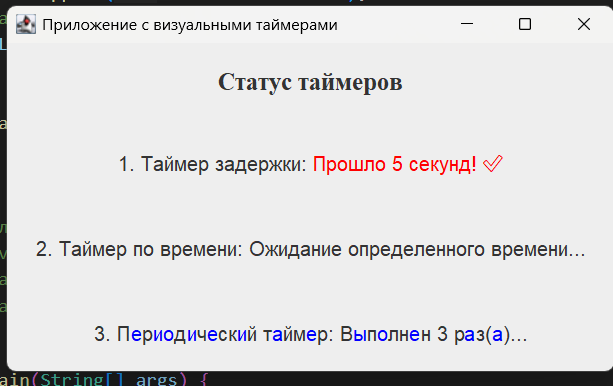 Приложение с визуальными таймерами
Статус таймеров
1. Таймер задержки: Прошло 5 секунд! ✓
2. Таймер по времени: Ожидание определенного времени...
3. Периодическии таймер: Выполнен 3 раз(а)...
ain(String[] args) {